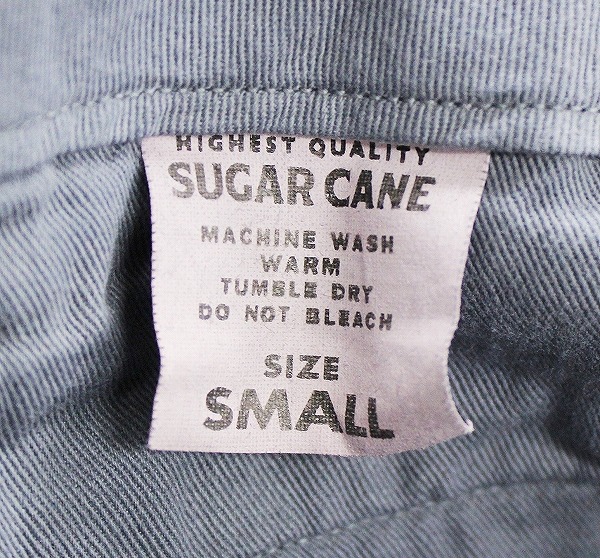 HIGHEST QUALITY
SUGAR CANE
MACHINE WASH
WARM
TUMBLE DRY
DO NOT BLEACH
SIZE
SMALL